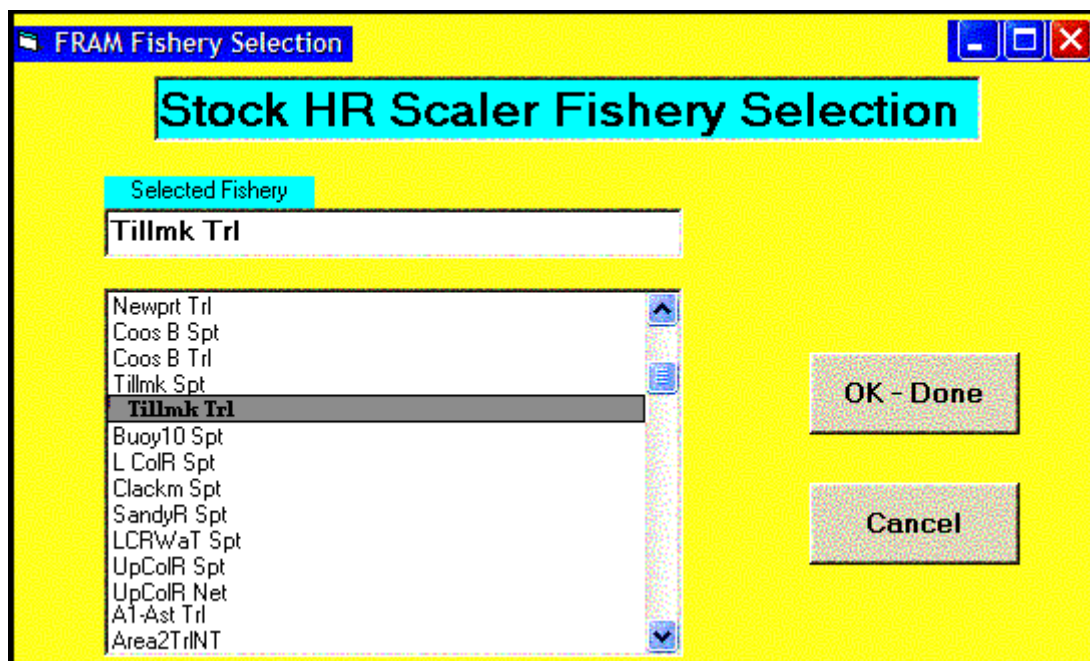 FRAM Fishery Selection
Stock HR Scaler Fishery Selection
Selected Fishery
Tillmk Trl
Newprt Trl
Coos B Spt
Coos B Trl
Tillmk Spt
Tillmk Trl
Buoy10 Spt
L ColR Spt
Clackm Spt
SandyR Spt
LCRWaT Spt
UpColR Spt
UpColR Net
A1-Ast Trl
Area2TrlNT
OK - Done
Cancel